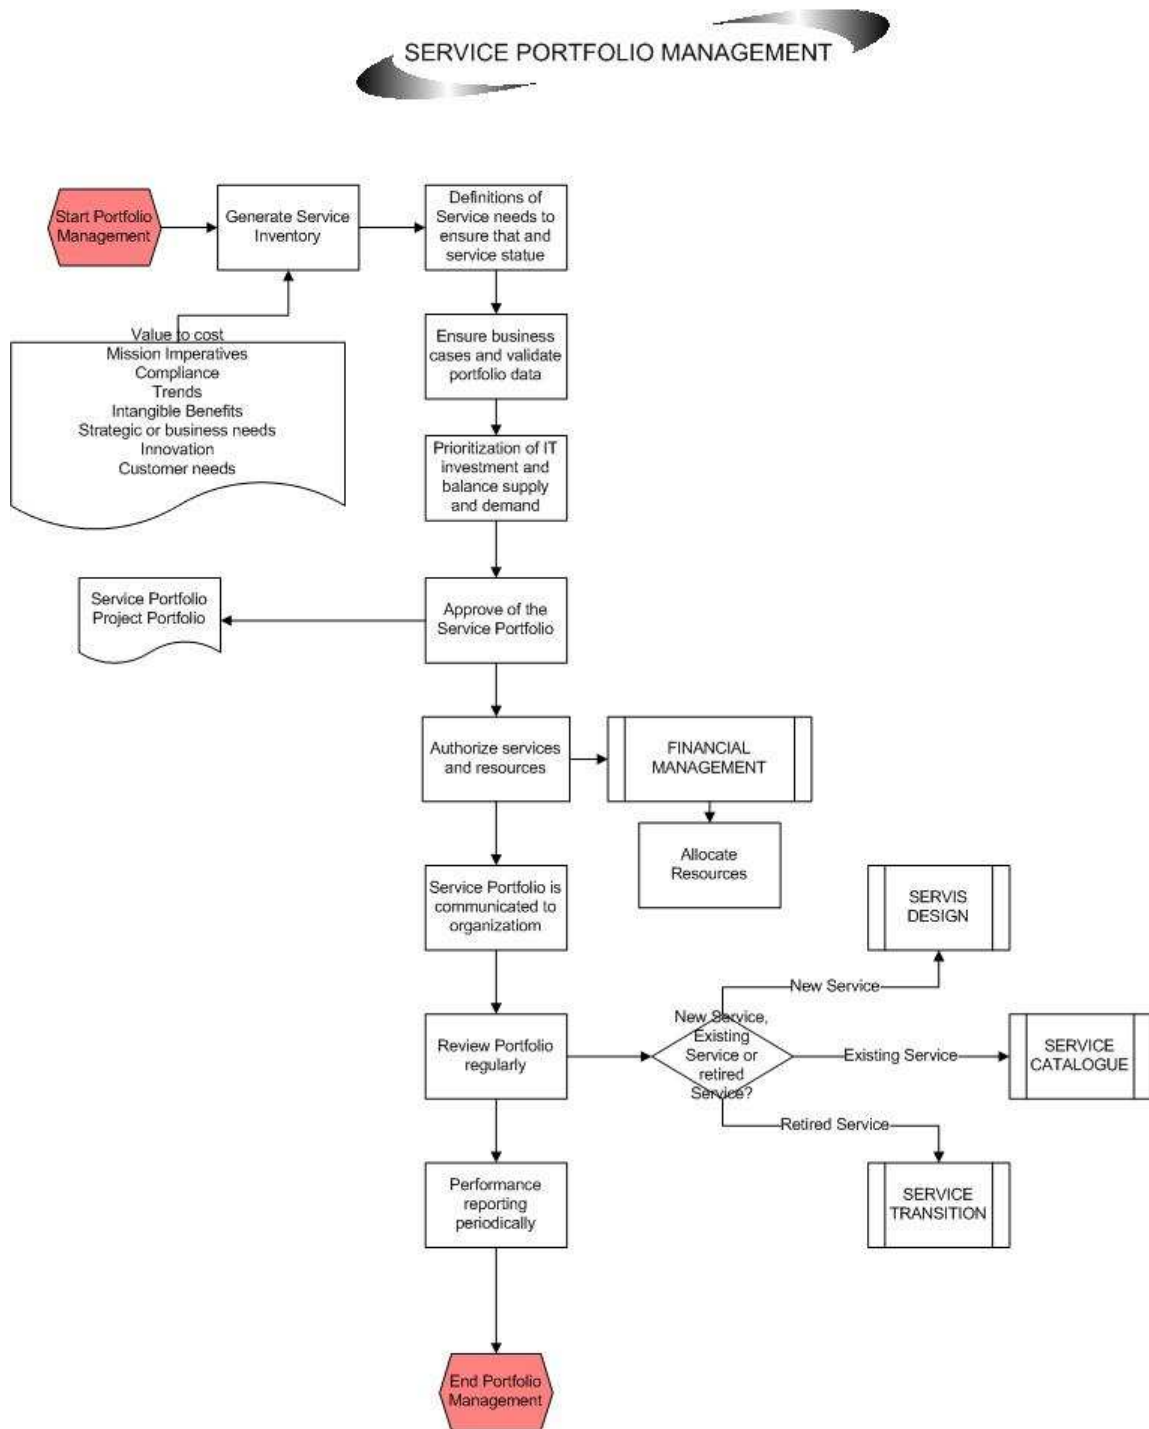 SERVICE PORTFOLIO MANAGEMENT
Start Portfolio
Management
Generate Service
Inventory
Definitions of
Service needs to
ensure that and
service statue
Value to cost
Mission Imperatives
Compliance
Trends
Intangible Benefits
Strategic or business needs
Innovation
Customer needs
Ensure business
cases and validate
portfolio data
Prioritization of IT
investment and
balance supply
and demand
Service Portfolio
Project Portfolio
Approve of the
Service Portfolio
Authorize services
and resources
FINANCIAL
MANAGEMENT
Allocate
Resources
Service Portfolio is
communicated to
organizatiom
SERVIS
DESIGN
New Service
Review Portfolio
regularly
New Service,
Existing
Service or
retired
Service?
Existing Service
SERVICE
CATALOGUE
Retired Service
Performance
reporting
periodically
SERVICE
TRANSITION
End Portfolio
Management